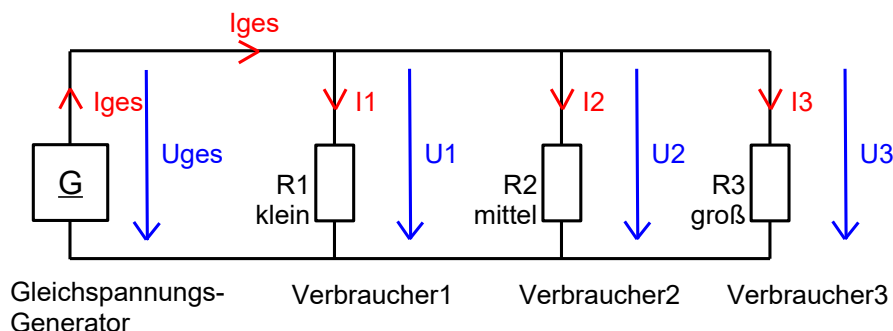 Iges
Iges
I1
I2
I3
Uges
U1
U2
U3
G
R1
klein
R2
mittel
R3
groß
Gleichspannungs-
Generator
Verbraucher1
Verbraucher2
Verbraucher3